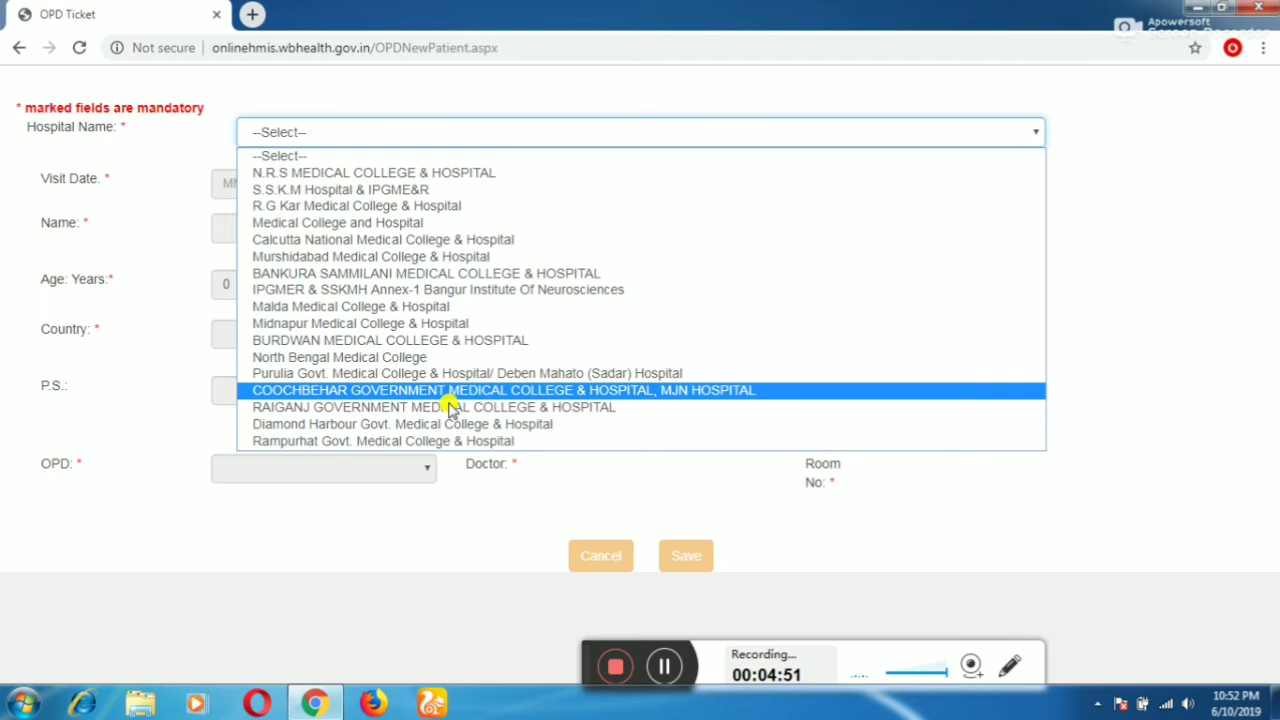 OPD Ticket
Apowersoft
Screen Recorder
Not secure | onlinehmis.wbhealth.gov.in/OPDNewPatient.aspx
* marked fields are mandatory
Hospital Name: *
--Select--
--Select--
N.R.S MEDICAL COLLEGE & HOSPITAL
S.S.K.M Hospital & IPGME&R
R.G Kar Medical College & Hospital
Medical College and Hospital
Calcutta National Medical College & Hospital
Murshidabad Medical College & Hospital
BANKURA SAMMILANI MEDICAL COLLEGE & HOSPITAL
IPGMER & SSKMH Annex-1 Bangur Institute Of Neurosciences
Malda Medical College & Hospital
Midnapur Medical College & Hospital
BURDWAN MEDICAL COLLEGE & HOSPITAL
North Bengal Medical College
Purulia Govt. Medical College & Hospital/ Deben Mahato (Sadar) Hospital
COOCHBEHAR GOVERNMENT MEDICAL COLLEGE & HOSPITAL, MJN HOSPITAL
RAIGANJ GOVERNMENT MEDICAL COLLEGE & HOSPITAL
Diamond Harbour Govt. Medical College & Hospital
Rampurhat Govt. Medical College & Hospital
Visit Date. *
Name: *
Age: Years:* 0
Country: *
P.S.:
OPD: * Doctor: * Room
No: *
Cancel Save
Recording...
00:04:51
10:52 PM
6/10/2019